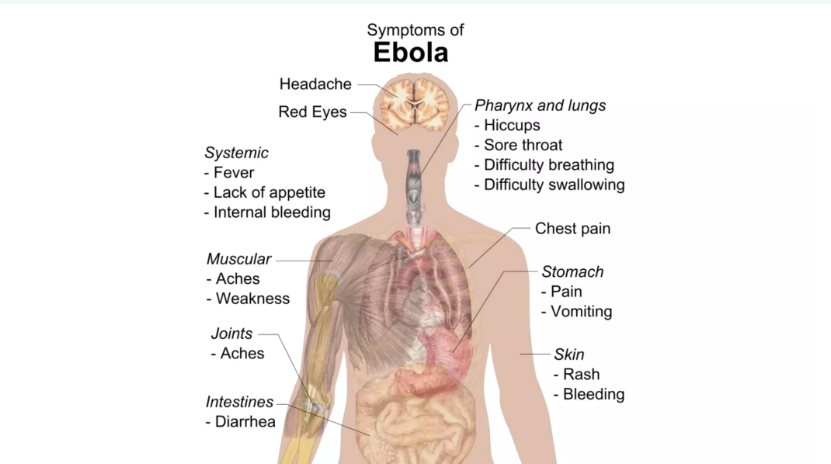 Symptoms of
Ebola
Headache
Red Eyes
Systemic
- Fever
- Lack of appetite
- Internal bleeding
Muscular
- Aches
- Weakness
Joints
- Aches
Intestines
- Diarrhea
Pharynx and lungs
- Hiccups
- Sore throat
- Difficulty breathing
- Difficulty swallowing
Chest pain
Stomach
- Pain
- Vomiting
Skin
- Rash
- Bleeding